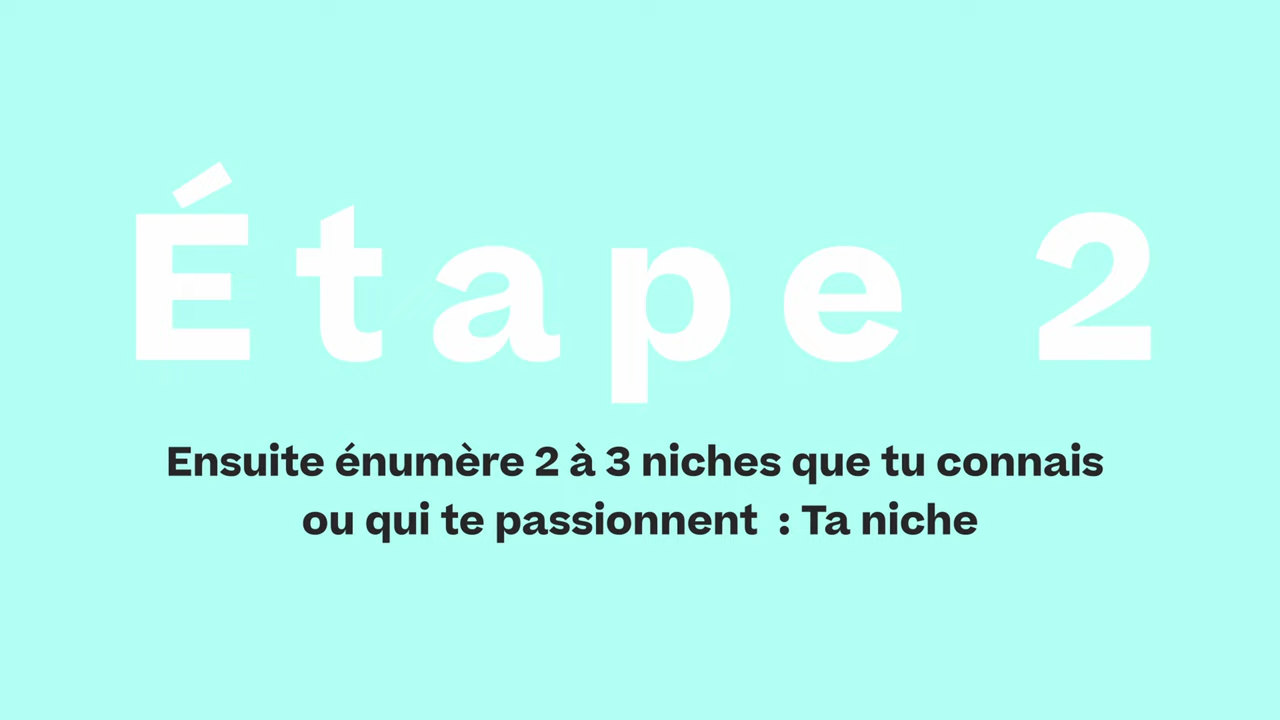 Étape 2
Ensuite énumère 2 à 3 niches que tu connais
ou qui te passionnent : Ta niche